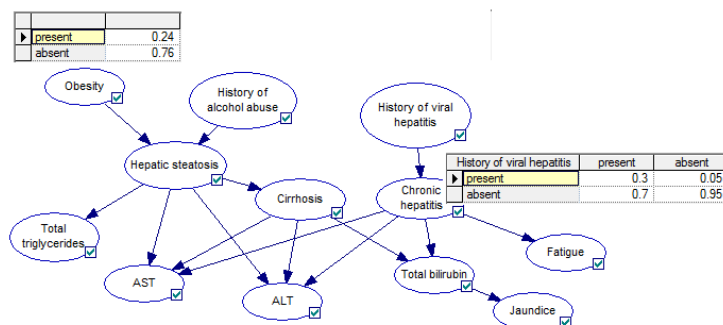 present 0.24
absent 0.76
Obesity
History of
alcohol abuse
History of viral
hepatitis
Hepatic steatosis
History of viral hepatitis present absent
present 0.3 0.05
absent 0.7 0.95
Cirrhosis
Chronic
hepatitis
Total
triglycerides
AST
ALT
Total bilirubin
Fatigue
Jaundice